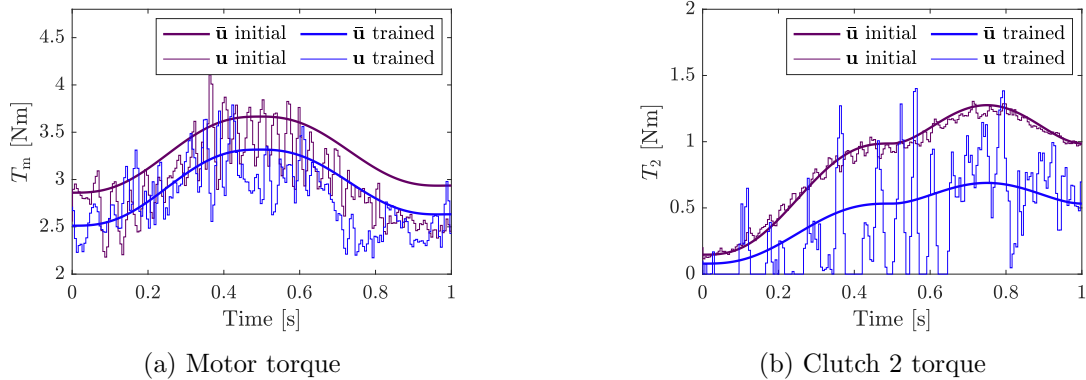 ū initial ū trained
u initial u trained
4.5
4
3.5
3
2.5
2
T_m [Nm]
0 0.2 0.4 0.6 0.8 1
Time [s]
(a) Motor torque
ū initial ū trained
u initial u trained
2
1.5
1
0.5
0
T_2 [Nm]
0 0.2 0.4 0.6 0.8 1
Time [s]
(b) Clutch 2 torque